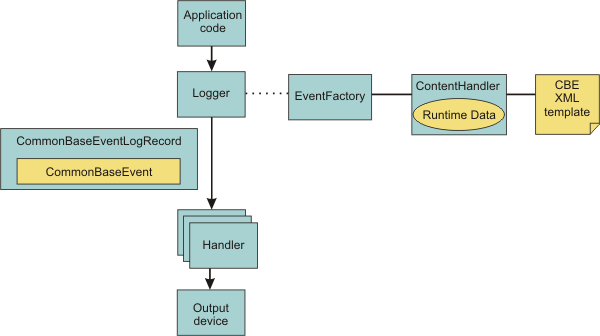 Application
code
Logger
EventFactory
ContentHandler
Runtime Data
CBE
XML
template
CommonBaseEventLogRecord
CommonBaseEvent
Handler
Output
device